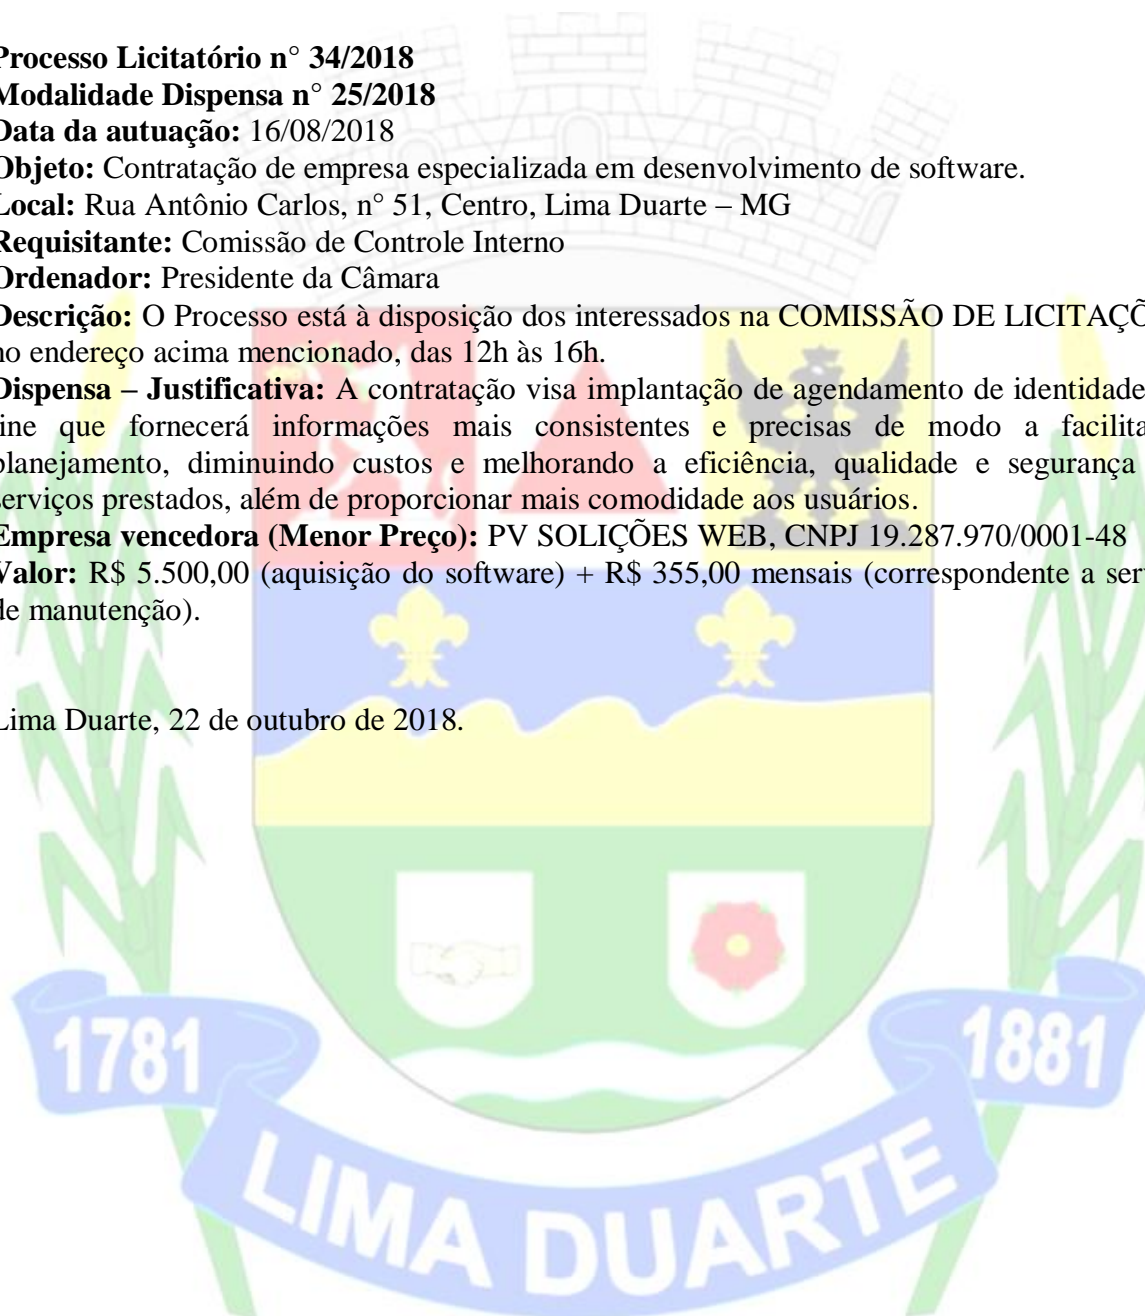 Processo Licitatório n° 34/2018
Modalidade Dispensa n° 25/2018
Data da autuação: 16/08/2018
Objeto: Contratação de empresa especializada em desenvolvimento de software.
Local: Rua Antônio Carlos, n° 51, Centro, Lima Duarte – MG
Requisitante: Comissão de Controle Interno
Ordenador: Presidente da Câmara
Descrição: O Processo está à disposição dos interessados na COMISSÃO DE LICITAÇÕ
no endereço acima mencionado, das 12h às 16h.
Dispensa – Justificativa: A contratação visa implantação de agendamento de identidade
line que fornecerá informações mais consistentes e precisas de modo a facilita
planejamento, diminuindo custos e melhorando a eficiência, qualidade e segurança
serviços prestados, além de proporcionar mais comodidade aos usuários.
Empresa vencedora (Menor Preço): PV SOLIÇÕES WEB, CNPJ 19.287.970/0001-48
Valor: R$ 5.500,00 (aquisição do software) + R$ 355,00 mensais (correspondente a ser
de manutenção).
Lima Duarte, 22 de outubro de 2018.
1781
1881
LIMA DUARTE